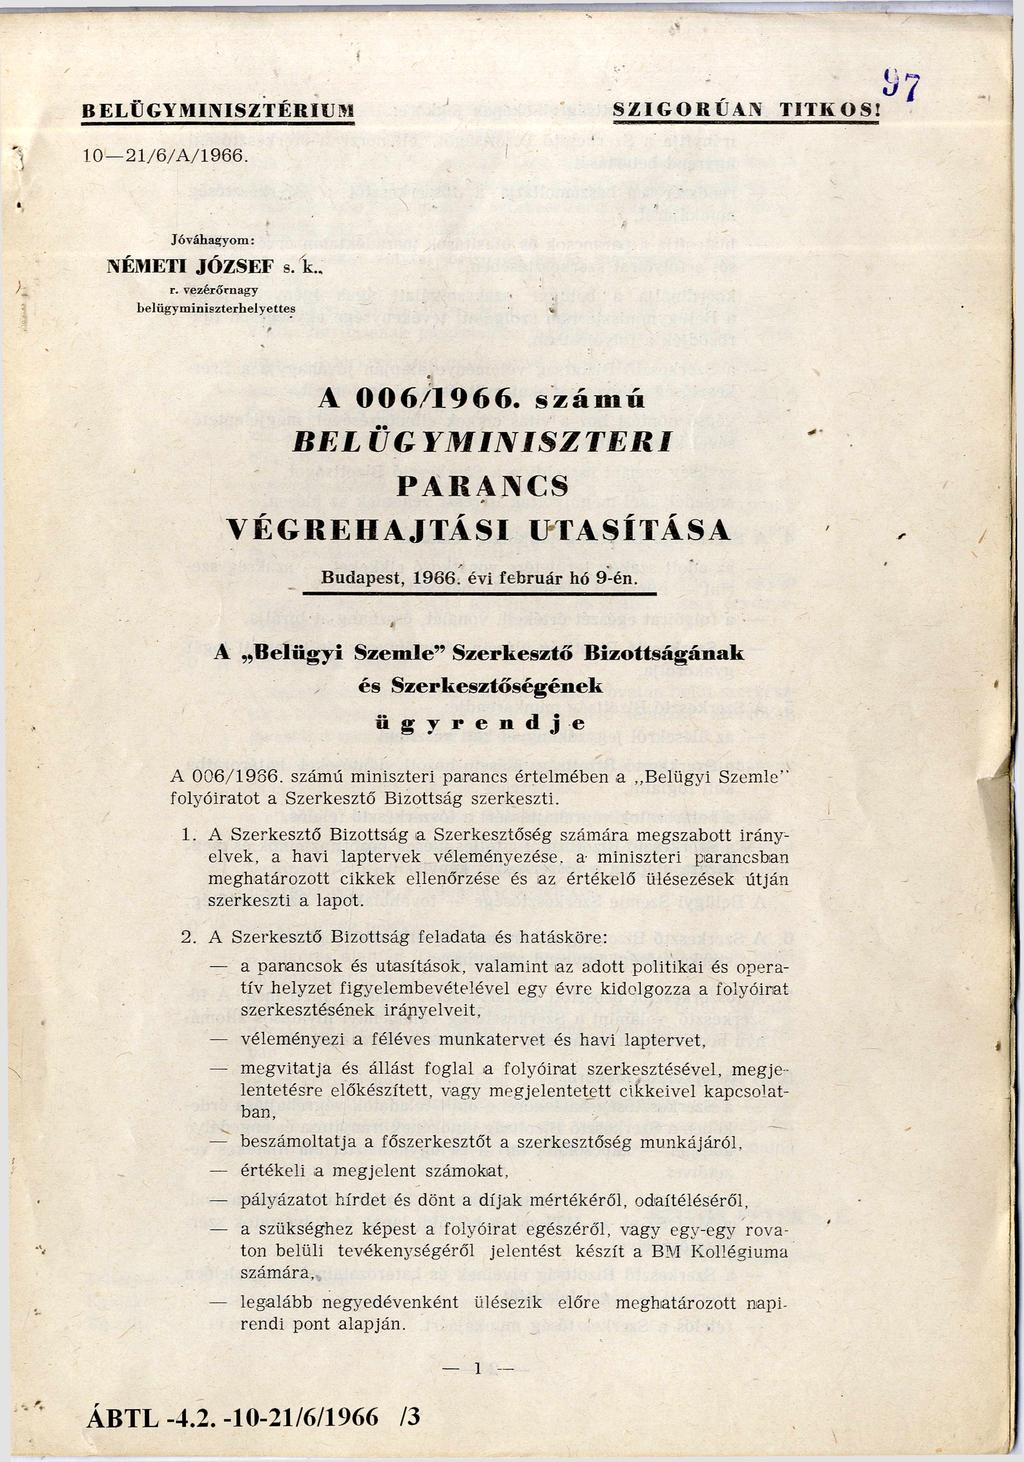 97
BELÜGYMINISZTÉRIUM SZIGORÚAN TITKOS!
10—21/6/A/1966.
Jóváhagyom:
NÉMETI JÓZSEF s. k.,
r. vezérőrnagy
belügyminiszterhelyettes
A 006/1966. számú
BELÜGYMINISZTERI
PARANCS
VÉGREHAJTÁSI UTASÍTÁSA
Budapest, 1966. évi február hó 9-én.
A „Belügyi Szemle” Szerkesztő Bizottságának
és Szerkesztőségének
ügyrendje
A 006/1966. számú miniszteri parancs értelmében a „Belügyi Szemle”
folyóiratot a Szerkesztő Bizottság szerkeszti.
1. A Szerkesztő Bizottság a Szerkesztőség számára megszabott irány-
elvek, a havi laptervek véleményezése, a miniszteri parancsban
meghatározott cikkek ellenőrzése és az értékelő ülésezések útján
szerkeszti a lapot.
2. A Szerkesztő Bizottság feladata és hatásköre:
— a parancsok és utasítások, valamint az adott politikai és opera-
tív helyzet figyelembevételével egy évre kidolgozza a folyóirat
szerkesztésének irányelveit,
— véleményezi a féléves munkatervet és havi laptervet,
— megvitatja és állást foglal a folyóirat szerkesztésével, megje-
lentetésre előkészített, vagy megjelentetett cikkeivel kapcsolat-
ban,
— beszámoltatja a főszerkesztőt a szerkesztőség munkájáról,
— értékeli a megjelent számokat,
— pályázatot hírdet és dönt a díjak mértékéről, odaítéléséről,
— a szükséghez képest a folyóirat egészéről, vagy egy-egy rova-
ton belüli tevékenységéről jelentést készít a BM Kollégiuma
számára,
— legalább negyedévenként ülésezik előre meghatározott napi-
rendi pont alapján.
— 1 —
ÁBTL -4.2. -10-21/6/1966 /3